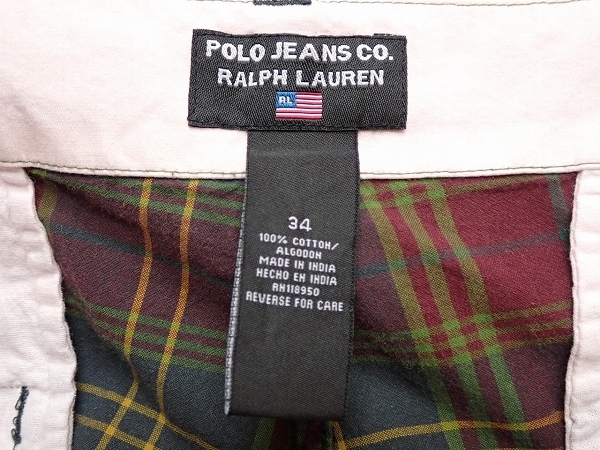 POLO JEANS CO.
RALPH LAUREN
RL
34
100% COTTON/
ALGODON
MADE IN INDIA
HECHO EN INDIA
RN118950
REVERSE FOR CARE